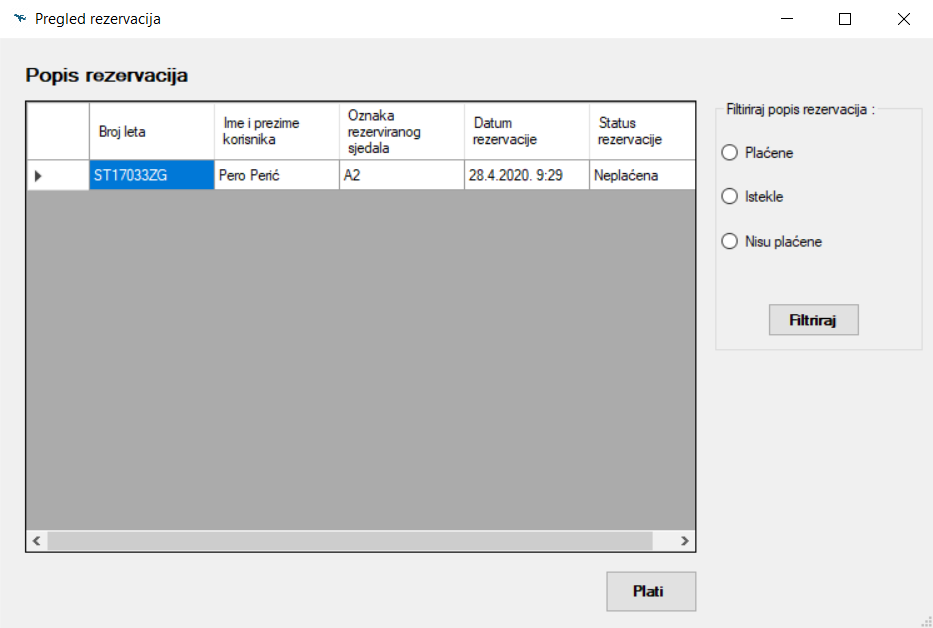 Pregled rezervacija
Popis rezervacija
Broj leta
Ime i prezime
korisnika
Oznaka
rezerviranog
sjedala
Datum
rezervacije
Status
rezervacije
ST17033ZG
Pero Perić
A2
28.4.2020. 9:29
Neplaćena
Filtiriraj popis rezervacija :
Plaćene
Istekle
Nisu plaćene
Filtriraj
Plati